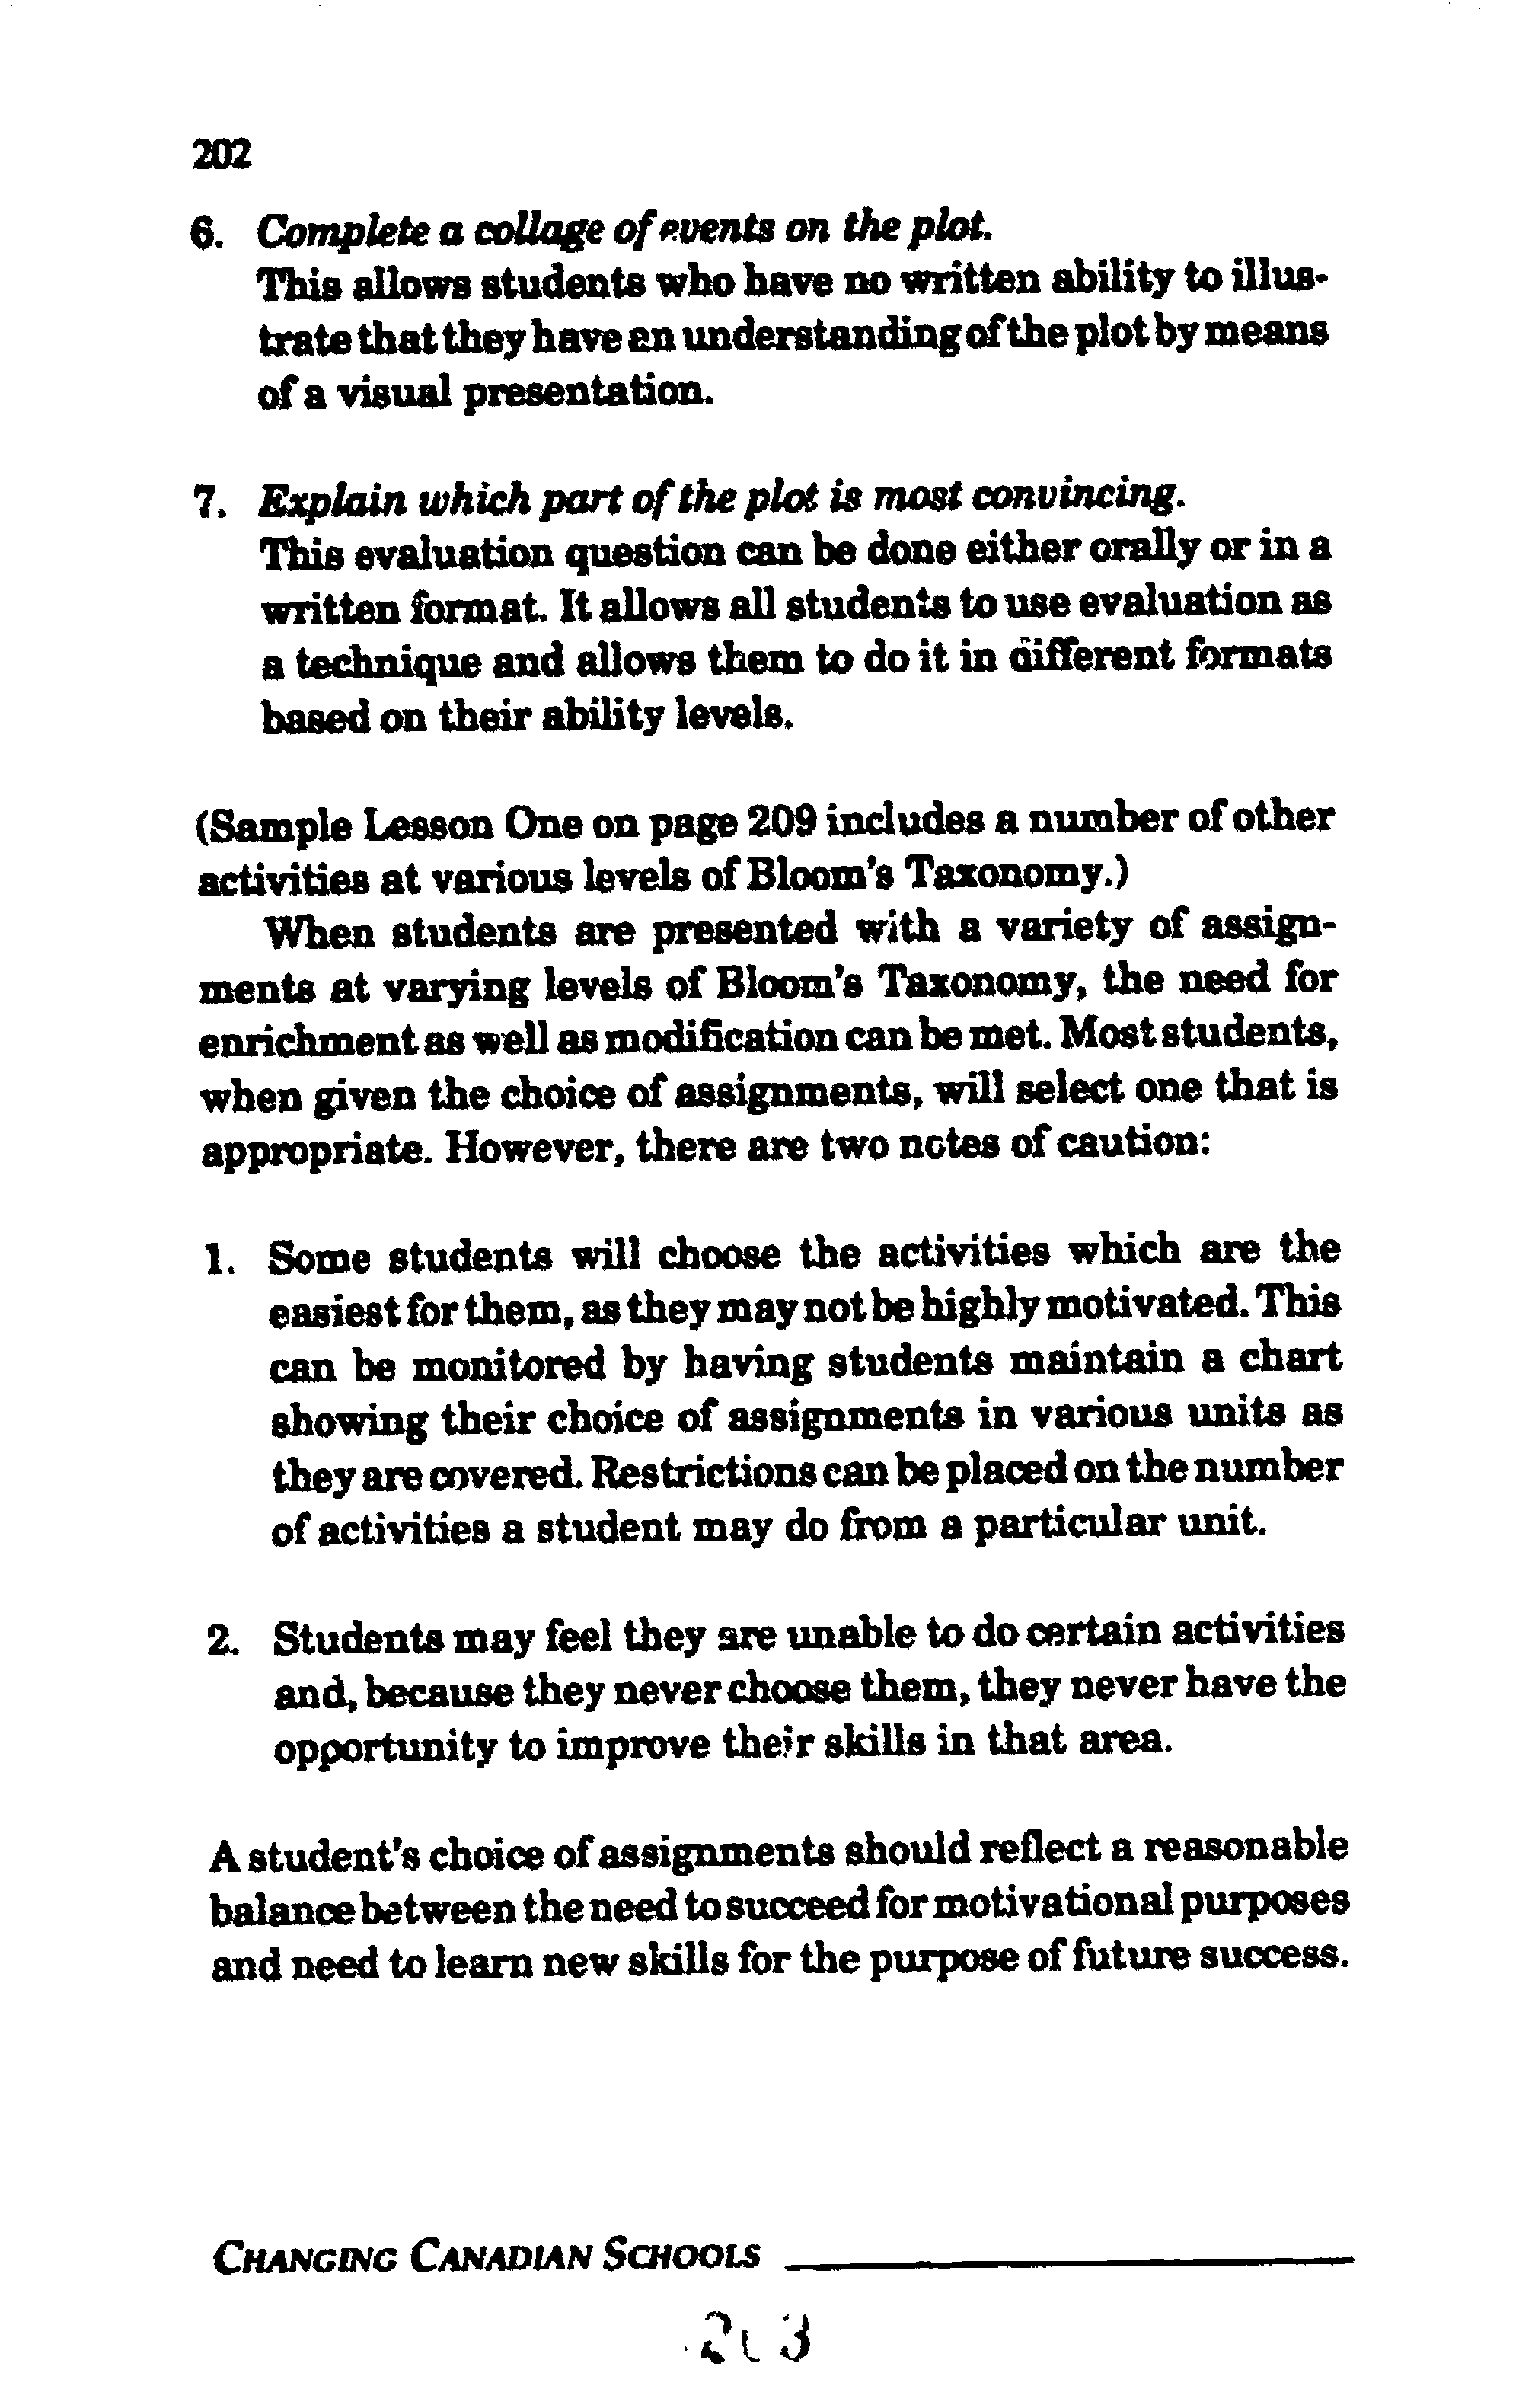 202
6. Complete a collage of events on the plot.
This allows students who have no written ability to illus-
trate that they have an understanding of the plot by means
of a visual presentation.
7. Explain which part of the plot is most convincing.
This evaluation question can be done either orally or in a
written format. It allows all students to use evaluation as
a technique and allows them to do it in different formats
based on their ability levels.
(Sample Lesson One on page 209 includes a number of other
activities at various levels of Bloom's Taxonomy.)
When students are presented with a variety of assign-
ments at varying levels of Bloom's Taxonomy, the need for
enrichment as well as modification can be met. Most students,
when given the choice of assignments, will select one that is
appropriate. However, there are two notes of caution:
1. Some students will choose the activities which are the
easiest for them, as they may not be highly motivated. This
can be monitored by having students maintain a chart
showing their choice of assignments in various units as
they are covered. Restrictions can be placed on the number
of activities a student may do from a particular unit.
2. Students may feel they are unable to do certain activities
and, because they never choose them, they never have the
opportunity to improve their skills in that area.
A student's choice of assignments should reflect a reasonable
balance between the need to succeed for motivational purposes
and need to learn new skills for the purpose of future success.
CHANGING CANADIAN SCHOOLS
203